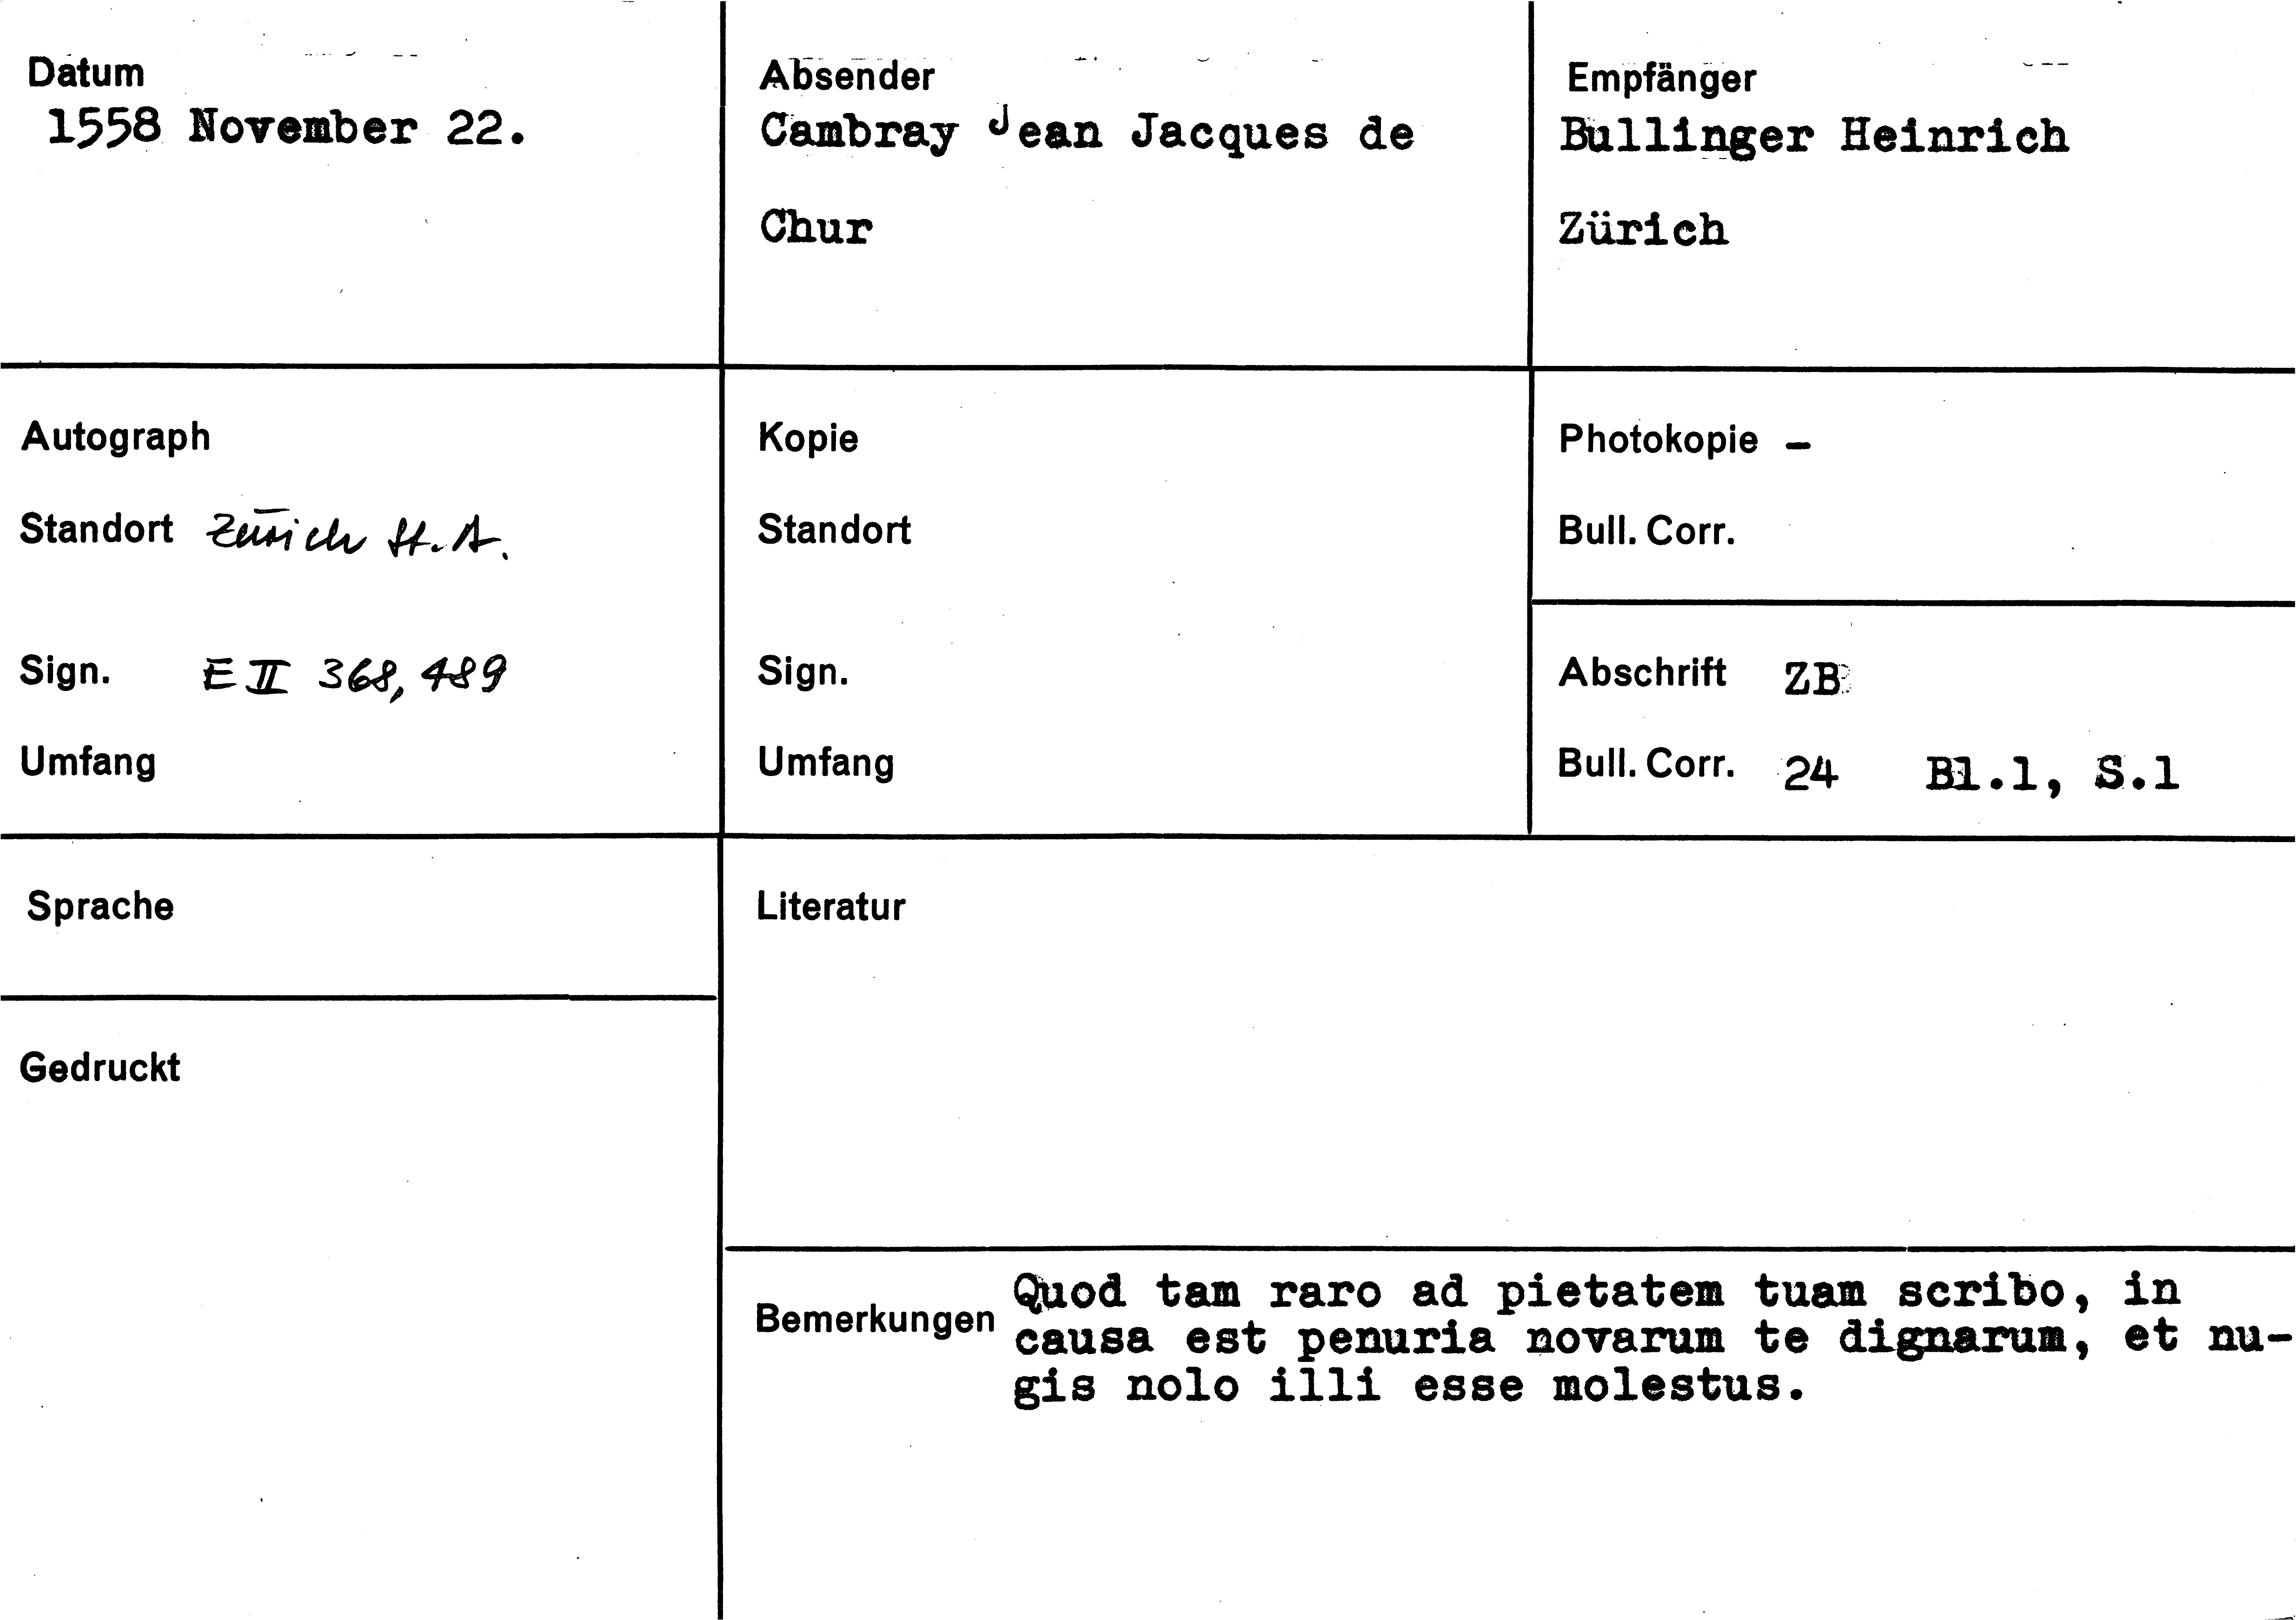 Datum
1558 November 22.
Absender
Cambray Jean Jacques de
Chur
Empfänger
Bullinger Heinrich
Zürich
Autograph
Standort Zürich St. A.
Sign. E II 368, 489
Umfang
Kopie
Standort
Sign.
Umfang
Photokopie -
Bull. Corr.
Abschrift ZB
Bull. Corr. 24 Bl.1, S.1
Sprache
Gedruckt
Literatur
Bemerkungen
Quod tam raro ad pietatem tuam scribo, in
causa est penuria novarum te dignarum, et nu-
gis nolo illi esse molestus.